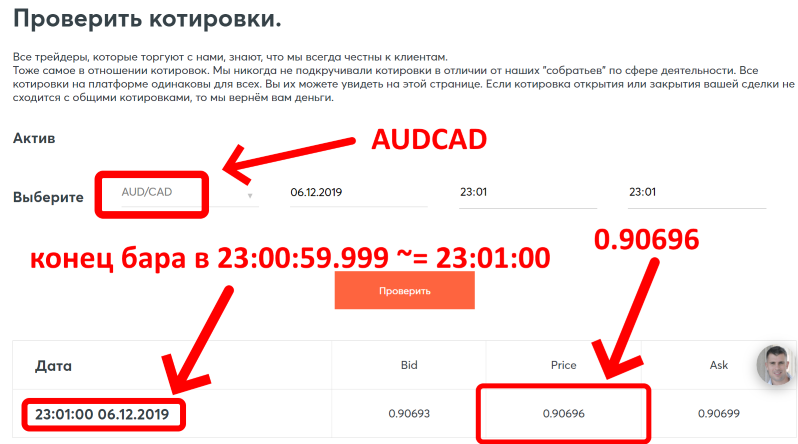 Проверить котировки.
Все трейдеры, которые торгуют с нами, знают, что мы всегда честны к клиентам.
Тоже самое в отношении котировок. Мы никогда не подкручивали котировки в отличии от наших "собратьев" по сфере деятельности. Все
котировки на платформе одинаковы для всех. Вы их можете увидеть на этой странице. Если котировка открытия или закрытия вашей сделки не
сходится с общими котировками, то мы вернём вам деньги.
Актив
AUDCAD
Выберите AUD/CAD 06.12.2019 23:01 23:01
0.90696
конец бара в 23:00:59.999 ~= 23:01:00
Проверить
Дата Bid Price Ask
23:01:00 06.12.2019 0.90693 0.90696 0.90699